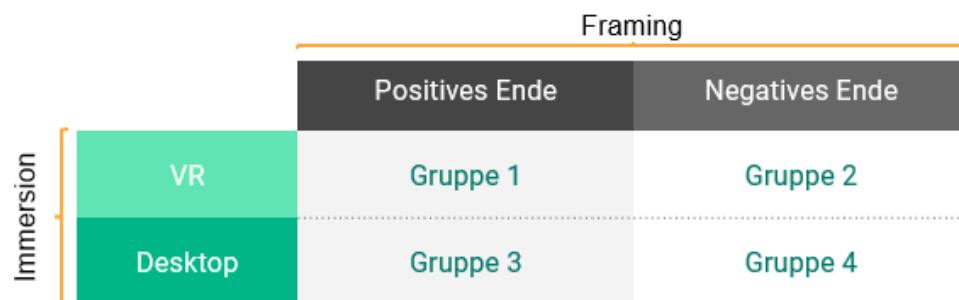 Framing
Positives Ende Negatives Ende
Immersion
VR Gruppe 1 Gruppe 2
Desktop Gruppe 3 Gruppe 4